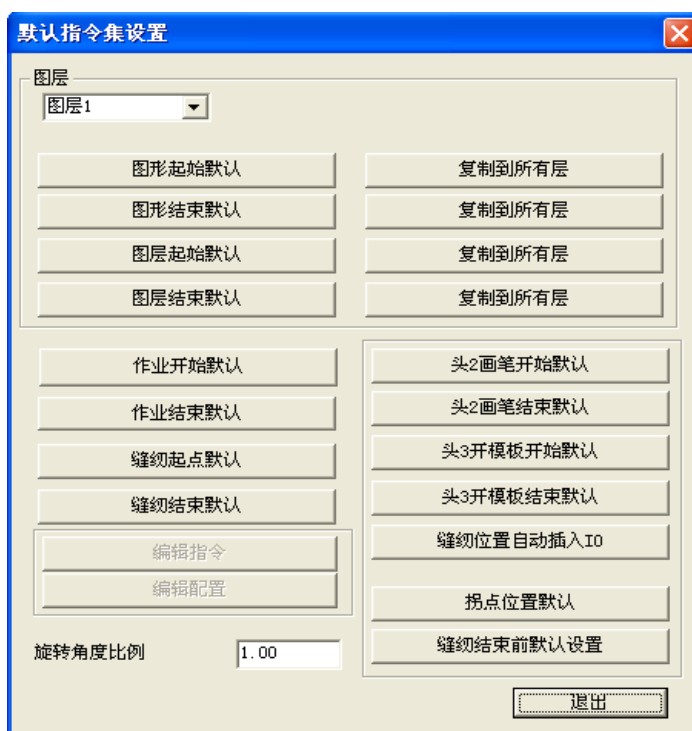 默认指令集设置
图层
图层1
图形起始默认 复制到所有层
图形结束默认 复制到所有层
图层起始默认 复制到所有层
图层结束默认 复制到所有层
作业开始默认 头2画笔开始默认
作业结束默认 头2画笔结束默认
缝纫起点默认 头3开模板开始默认
缝纫结束默认 头3开模板结束默认
编辑指令 缝纫位置自动插入IO
编辑配置 拐点位置默认
旋转角度比例 1.00 缝纫结束前默认设置
退出